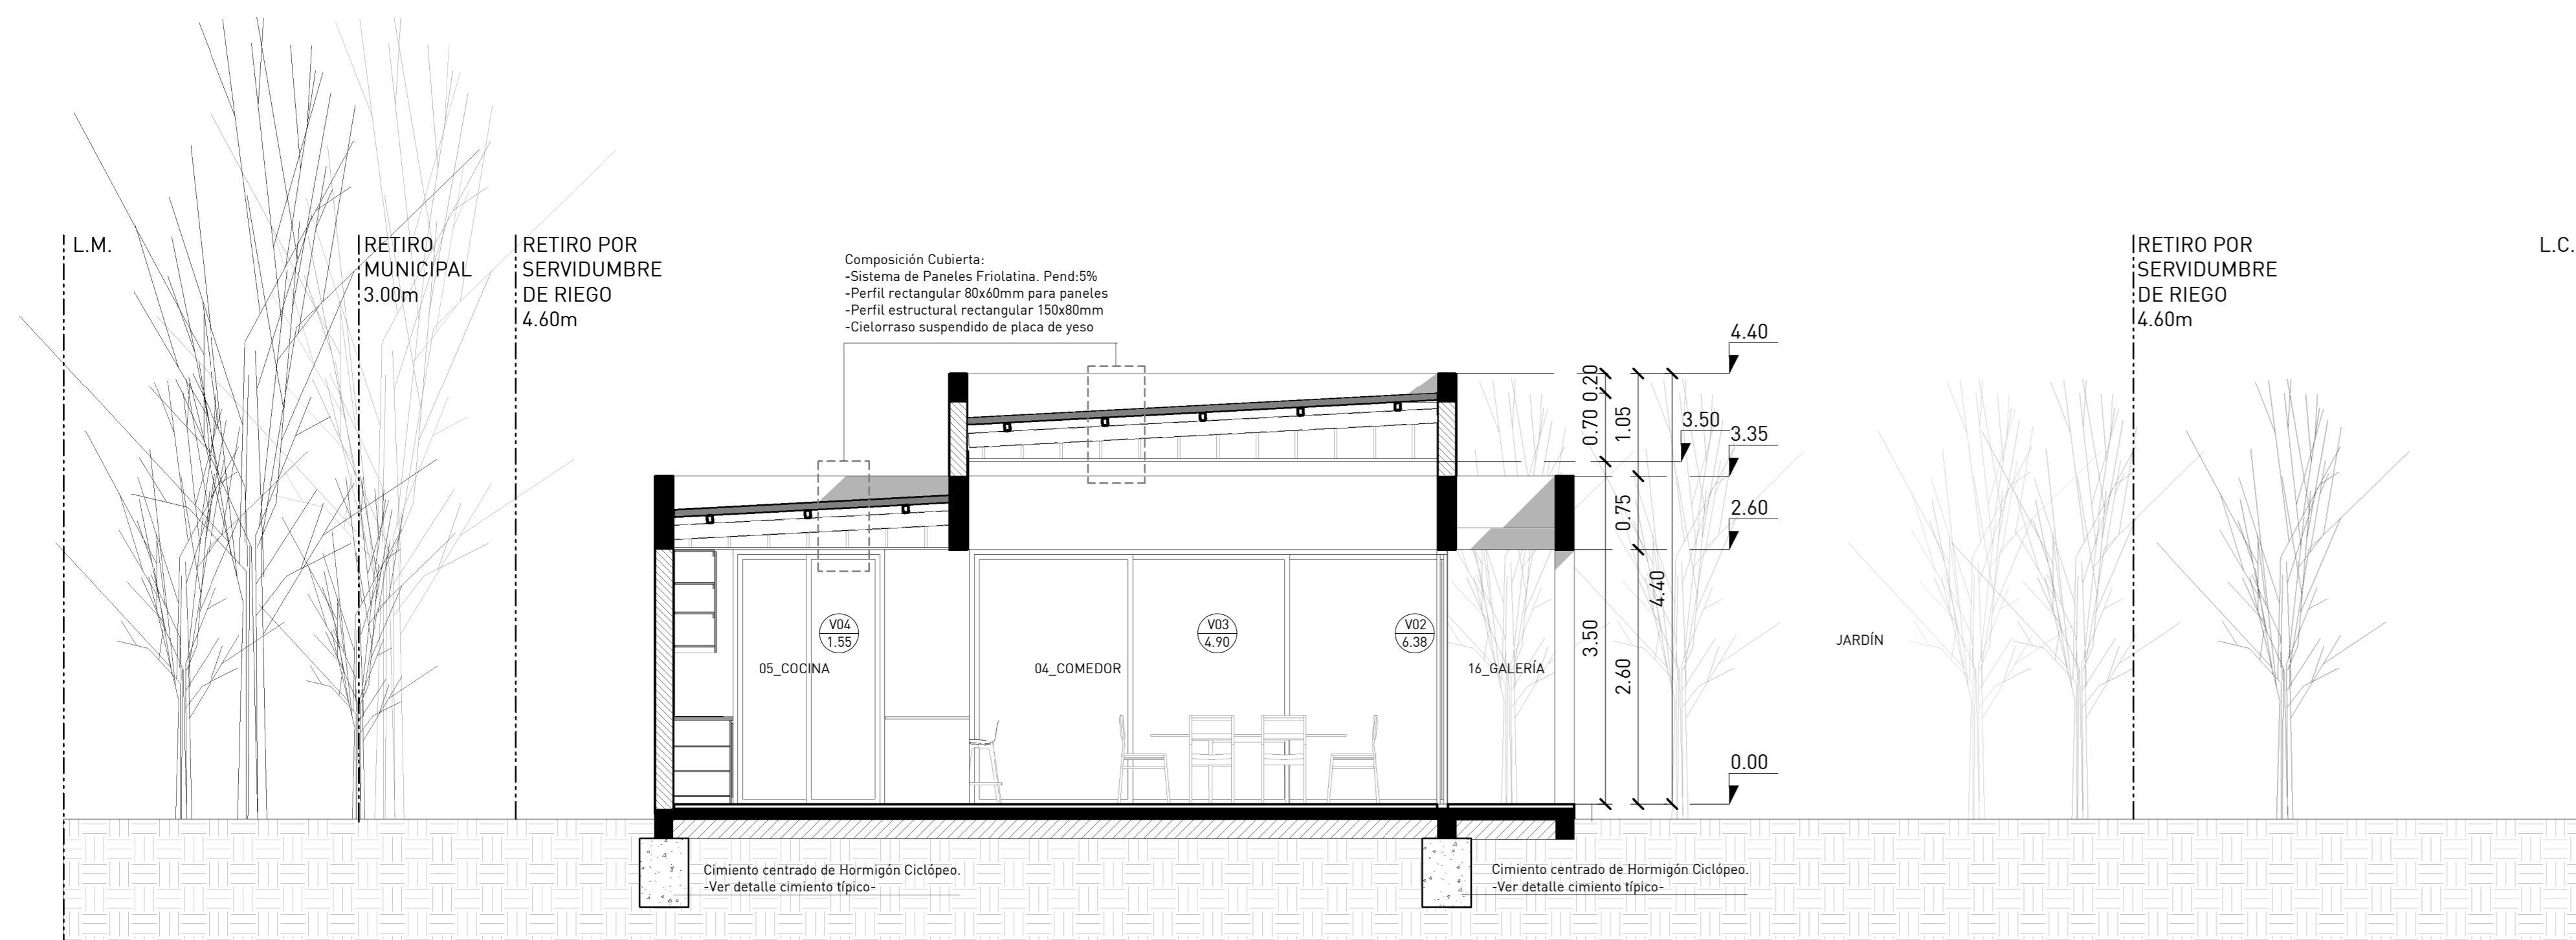 L.M.
RETIRO
MUNICIPAL
3.00m
RETIRO POR
SERVIDUMBRE
DE RIEGO
4.60m
Composición Cubierta:
-Sistema de Paneles Friolatina. Pend:5%
-Perfil rectangular 80x60mm para paneles
-Perfil estructural rectangular 150x80mm
-Cielorraso suspendido de placa de yeso
RETIRO POR
SERVIDUMBRE
DE RIEGO
4.60m
L.C.
4.40
3.50
3.35
2.60
0.00
0.20
0.70
1.05
0.75
4.40
3.50
2.60
V04
1.55
V03
4.90
V02
6.38
05_COCINA
04_COMEDOR
16_GALERÍA
JARDÍN
Cimiento centrado de Hormigón Ciclópeo.
-Ver detalle cimiento típico-
Cimiento centrado de Hormigón Ciclópeo.
-Ver detalle cimiento típico-